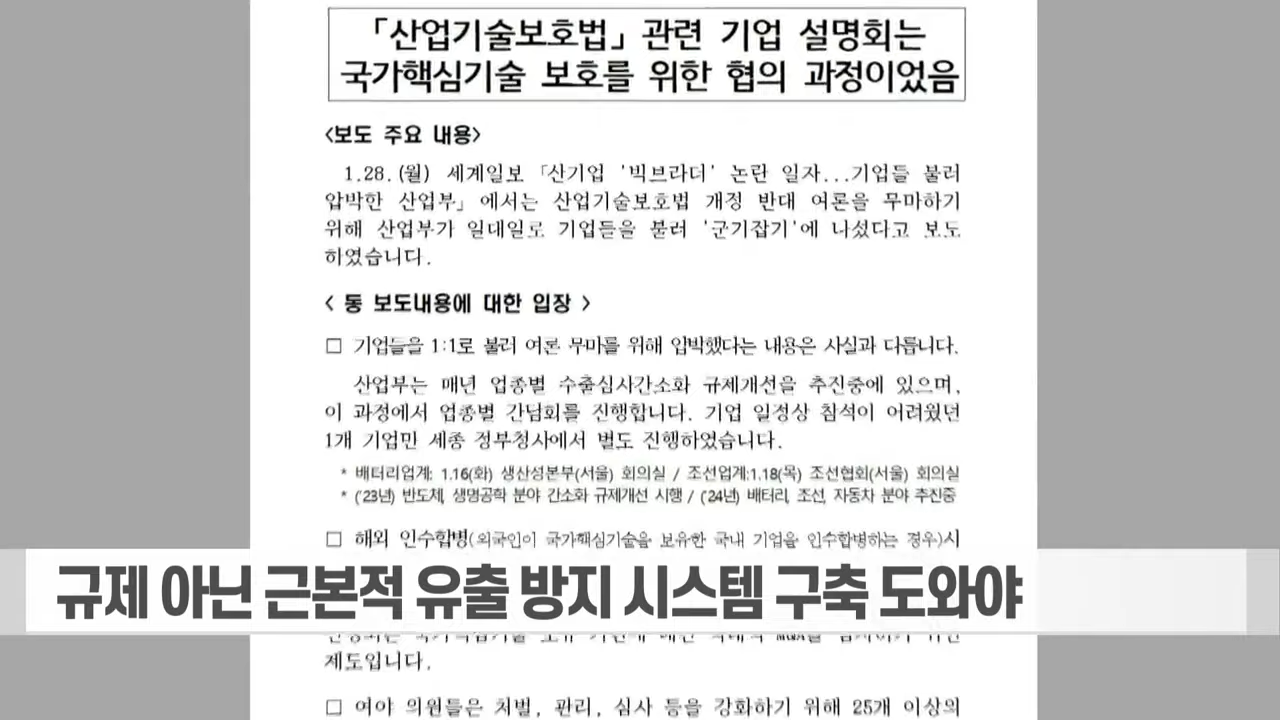 「산업기술보호법」 관련 기업 설명회는
국가핵심기술 보호를 위한 협의 과정이었음
<보도 주요 내용>
1.28.(월) 세계일보 「산기업 '빅브라더' 논란 일자...기업들 불러
압박한 산업부」에서는 산업기술보호법 개정 반대 여론을 무마하기
위해 산업부가 일대일로 기업들을 불러 '군기잡기'에 나섰다고 보도
하였습니다.
< 동 보도내용에 대한 입장 >
□ 기업들을 1:1로 불러 여론 무마를 위해 압박했다는 내용은 사실과 다릅니다.
산업부는 매년 업종별 수출심사간소화 규제개선을 추진중에 있으며,
이 과정에서 업종별 간담회를 진행합니다. 기업 일정상 참석이 어려웠던
1개 기업만 세종 정부청사에서 별도 진행하였습니다.
* 배터리업계: 1.16(화) 생산성본부(서울) 회의실 / 조선업계:1.18(목) 조선협회(서울) 회의실
* ('23년) 반도체, 생명공학 분야 간소화 규제개선 시행 / ('24년) 배터리, 조선, 자동차 분야 추진중
□ 해외 인수합병(외국인이 국가핵심기술을 보유한 국내 기업을 인수합병하는 경우)시
규제 아닌 근본적 유출 방지 시스템 구축 도와야
제도입니다.
□ 여야 의원들은 처벌, 관리, 심사 등을 강화하기 위해 25개 이상의